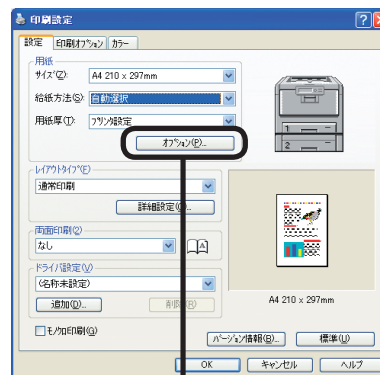 印刷設定
設定 印刷ｵﾌﾟｼｮﾝ カラー
用紙
サイズ(Z): A4 210 x 297mm
給紙方法(S): 自動選択
用紙厚(T): プリンタ設定
オプション(P)...
1
2
レイアウトタイプ(E)
通常印刷
詳細設定
両面印刷(2)
なし
A
ドライバ設定(V)
(名称未設定)
追加(D)...
A4 210 x 297mm
モノクロ印刷(G)
バージョン情報(B)... 標準(U)
OK キャンセル ヘルプ